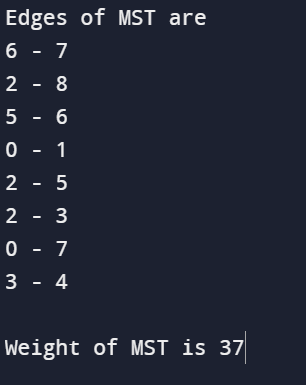 Edges of MST are
6 - 7
2 - 8
5 - 6
0 - 1
2 - 5
2 - 3
0 - 7
3 - 4
Weight of MST is 37